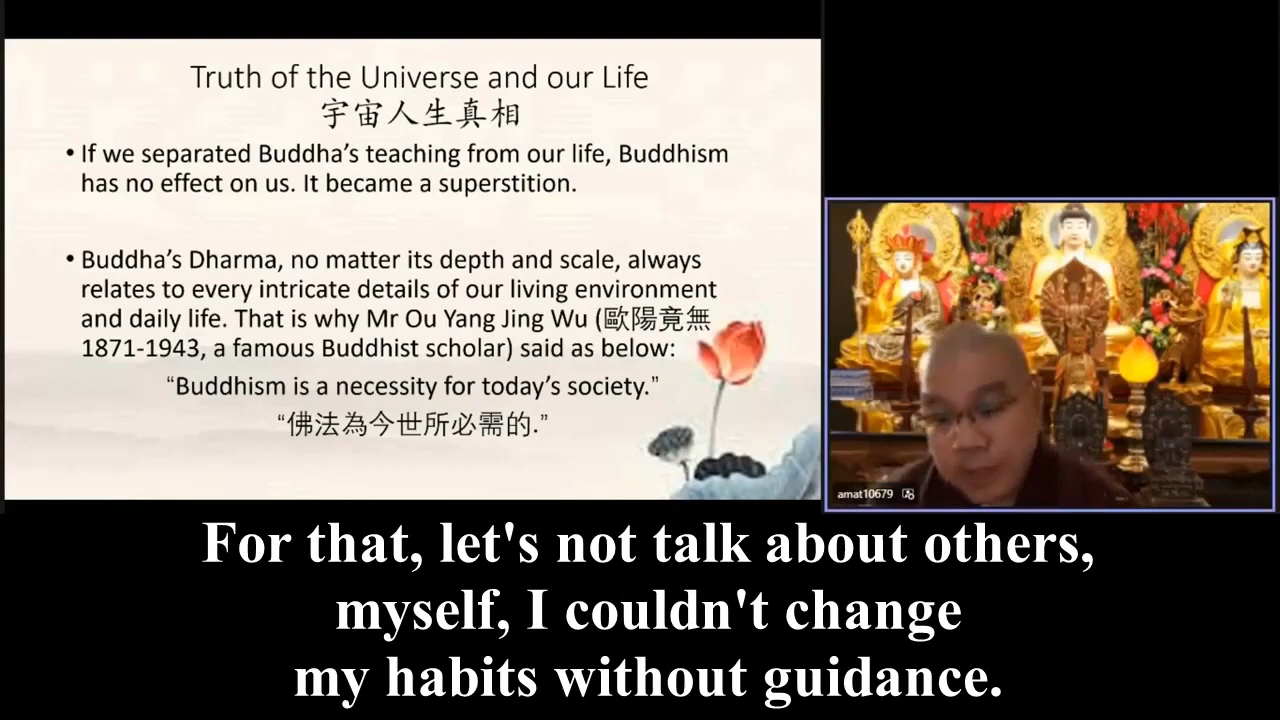 Truth of the Universe and our Life
宇宙人生真相
• If we separated Buddha's teaching from our life, Buddhism
has no effect on us. It became a superstition.
• Buddha's Dharma, no matter its depth and scale, always
relates to every intricate details of our living environment
and daily life. That is why Mr Ou Yang Jing Wu (歐陽竟無
1871-1943, a famous Buddhist scholar) said as below:
“Buddhism is a necessity for today's society.”
“佛法為今世所必需的.”
amat10679
For that, let's not talk about others,
myself, I couldn't change
my habits without guidance.